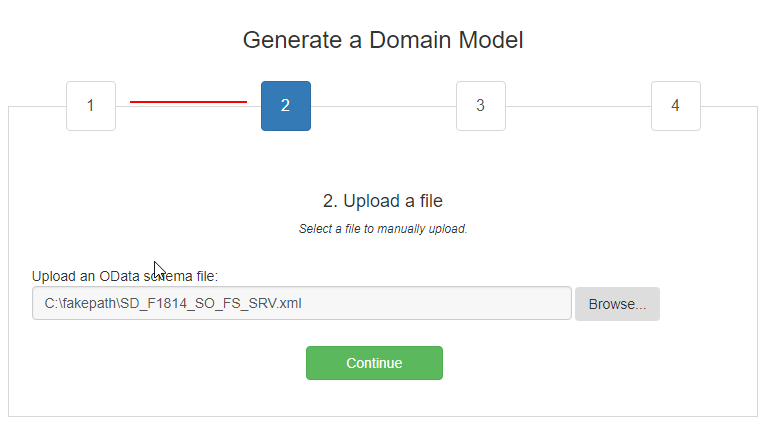 Generate a Domain Model
1
2
3
4
2. Upload a file
Select a file to manually upload.
Upload an OData schema file:
C:\fakepath\SD_F1814_SO_FS_SRV.xml
Browse...
Continue